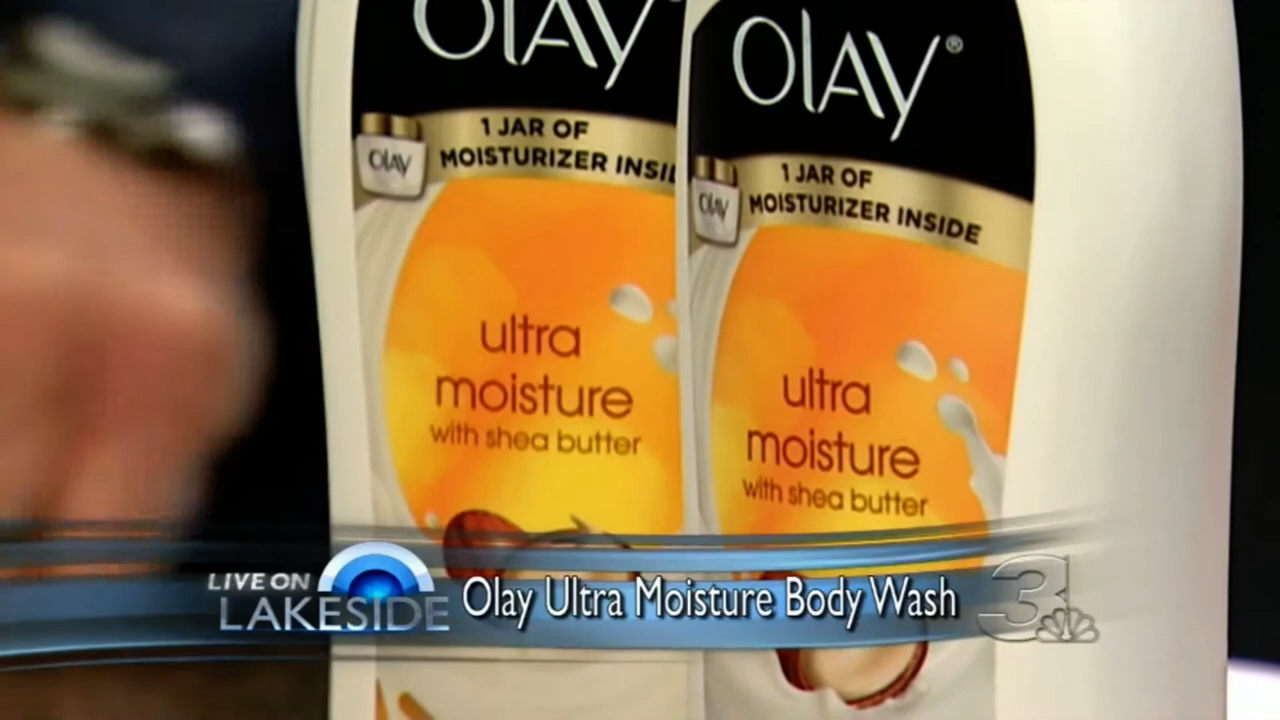 OLAY
1 JAR OF
MOISTURIZER INSI
OLAY
ultra
moisture
with shea butter
OLAY®
1 JAR OF
MOISTURIZER INSIDE
OLAY
ultra
moisture
with shea butter
LIVE ON
LAKESIDE
Olay Ultra Moisture Body Wash
3